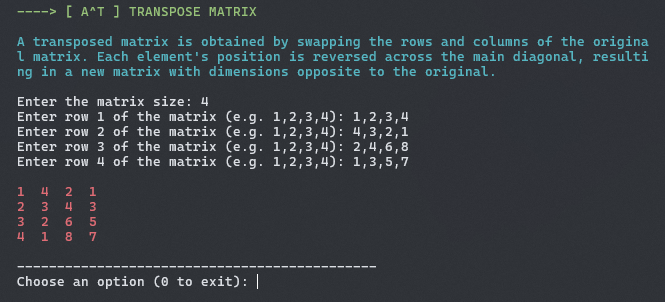 ----> [ A^T ] TRANSPOSE MATRIX
A transposed matrix is obtained by swapping the rows and columns of the origina
l matrix. Each element's position is reversed across the main diagonal, resulti
ng in a new matrix with dimensions opposite to the original.
Enter the matrix size: 4
Enter row 1 of the matrix (e.g. 1,2,3,4): 1,2,3,4
Enter row 2 of the matrix (e.g. 1,2,3,4): 4,3,2,1
Enter row 3 of the matrix (e.g. 1,2,3,4): 2,4,6,8
Enter row 4 of the matrix (e.g. 1,2,3,4): 1,3,5,7
1 4 2 1
2 3 4 3
3 2 6 5
4 1 8 7
---------------------------------------------
Choose an option (0 to exit):